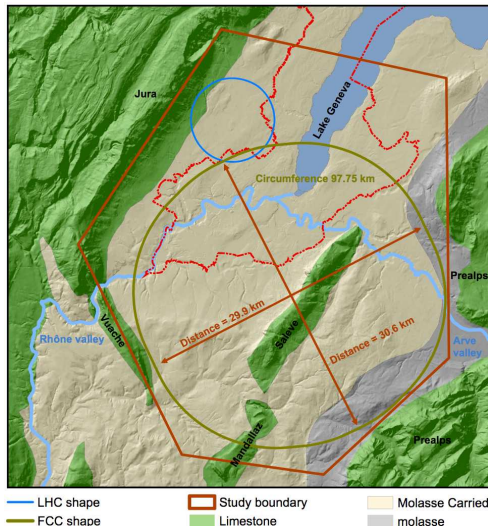 Jura
Lake Geneva
Circumference 97.75 km
Prealps
Distance = 29.9 km
Salève
Vuache
Rhône valley
Distance = 30.6 km
Arve
valley
Mandallaz
Prealps
LHC shape
Study boundary
Molasse Carried
FCC shape
Limestone
molasse